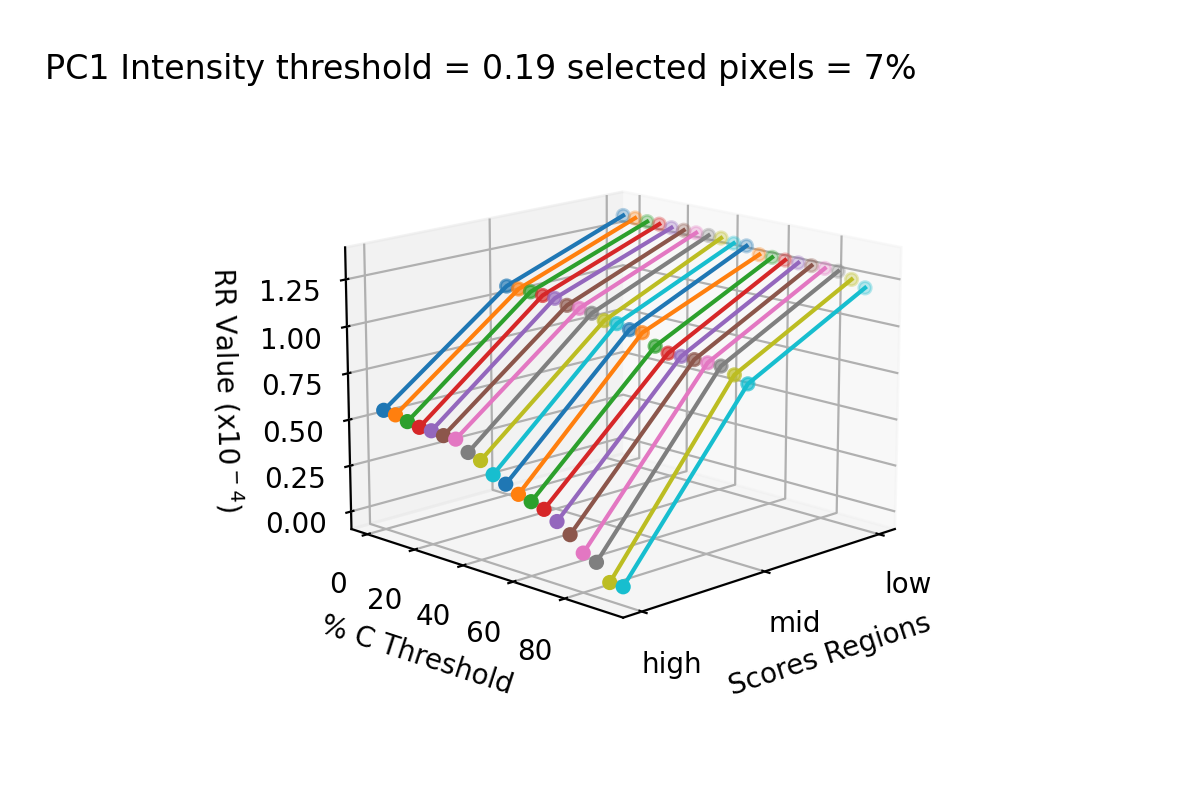 PC1 Intensity threshold = 0.19 selected pixels = 7%
RR Value (x10⁻⁴)
1.25
1.00
0.75
0.50
0.25
0.00
0
20
40
60
80
% C Threshold
high
mid
low
Scores Regions